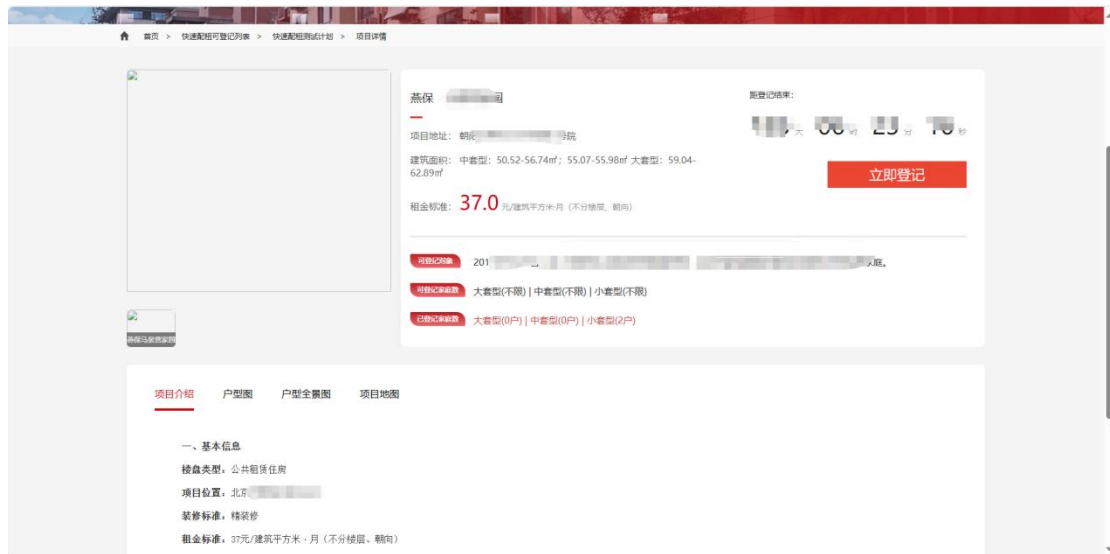 首页 > 快速配租可登记列表 > 快速配租测试计划 > 项目详情
燕保 园
距登记结束：
天 时 分 秒
项目地址： 朝 院
建筑面积： 中套型：50.52-56.74㎡；55.07-55.98㎡ 大套型：59.04-
62.89㎡
立即登记
租金标准： 37.0 元/建筑平方米·月（不分楼层、朝向）
可登记对象 201 家庭。
可登记家庭数 大套型(不限) | 中套型(不限) | 小套型(不限)
已登记家庭数 大套型(0户) | 中套型(0户) | 小套型(2户)
燕保马泉营家园
项目介绍 户型图 户型全景图 项目地图
一、基本信息
楼盘类型：公共租赁住房
项目位置：北京
装修标准：精装修
租金标准：37元/建筑平方米·月（不分楼层、朝向）